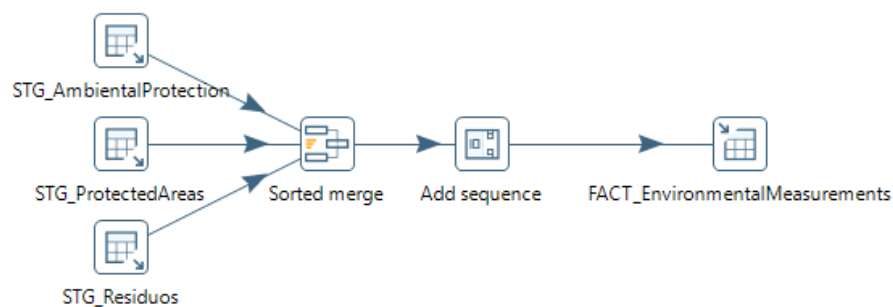 STG_AmbientalProtection
STG_ProtectedAreas
Sorted merge
Add sequence
FACT_EnvironmentalMeasurements
STG_Residuos